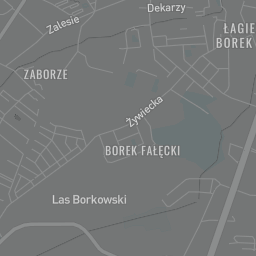 Dekarzy
Zalesie
ŁAGIE
BOREK
ZABORZE
Żywiecka
BOREK FAŁĘCKI
Las Borkowski